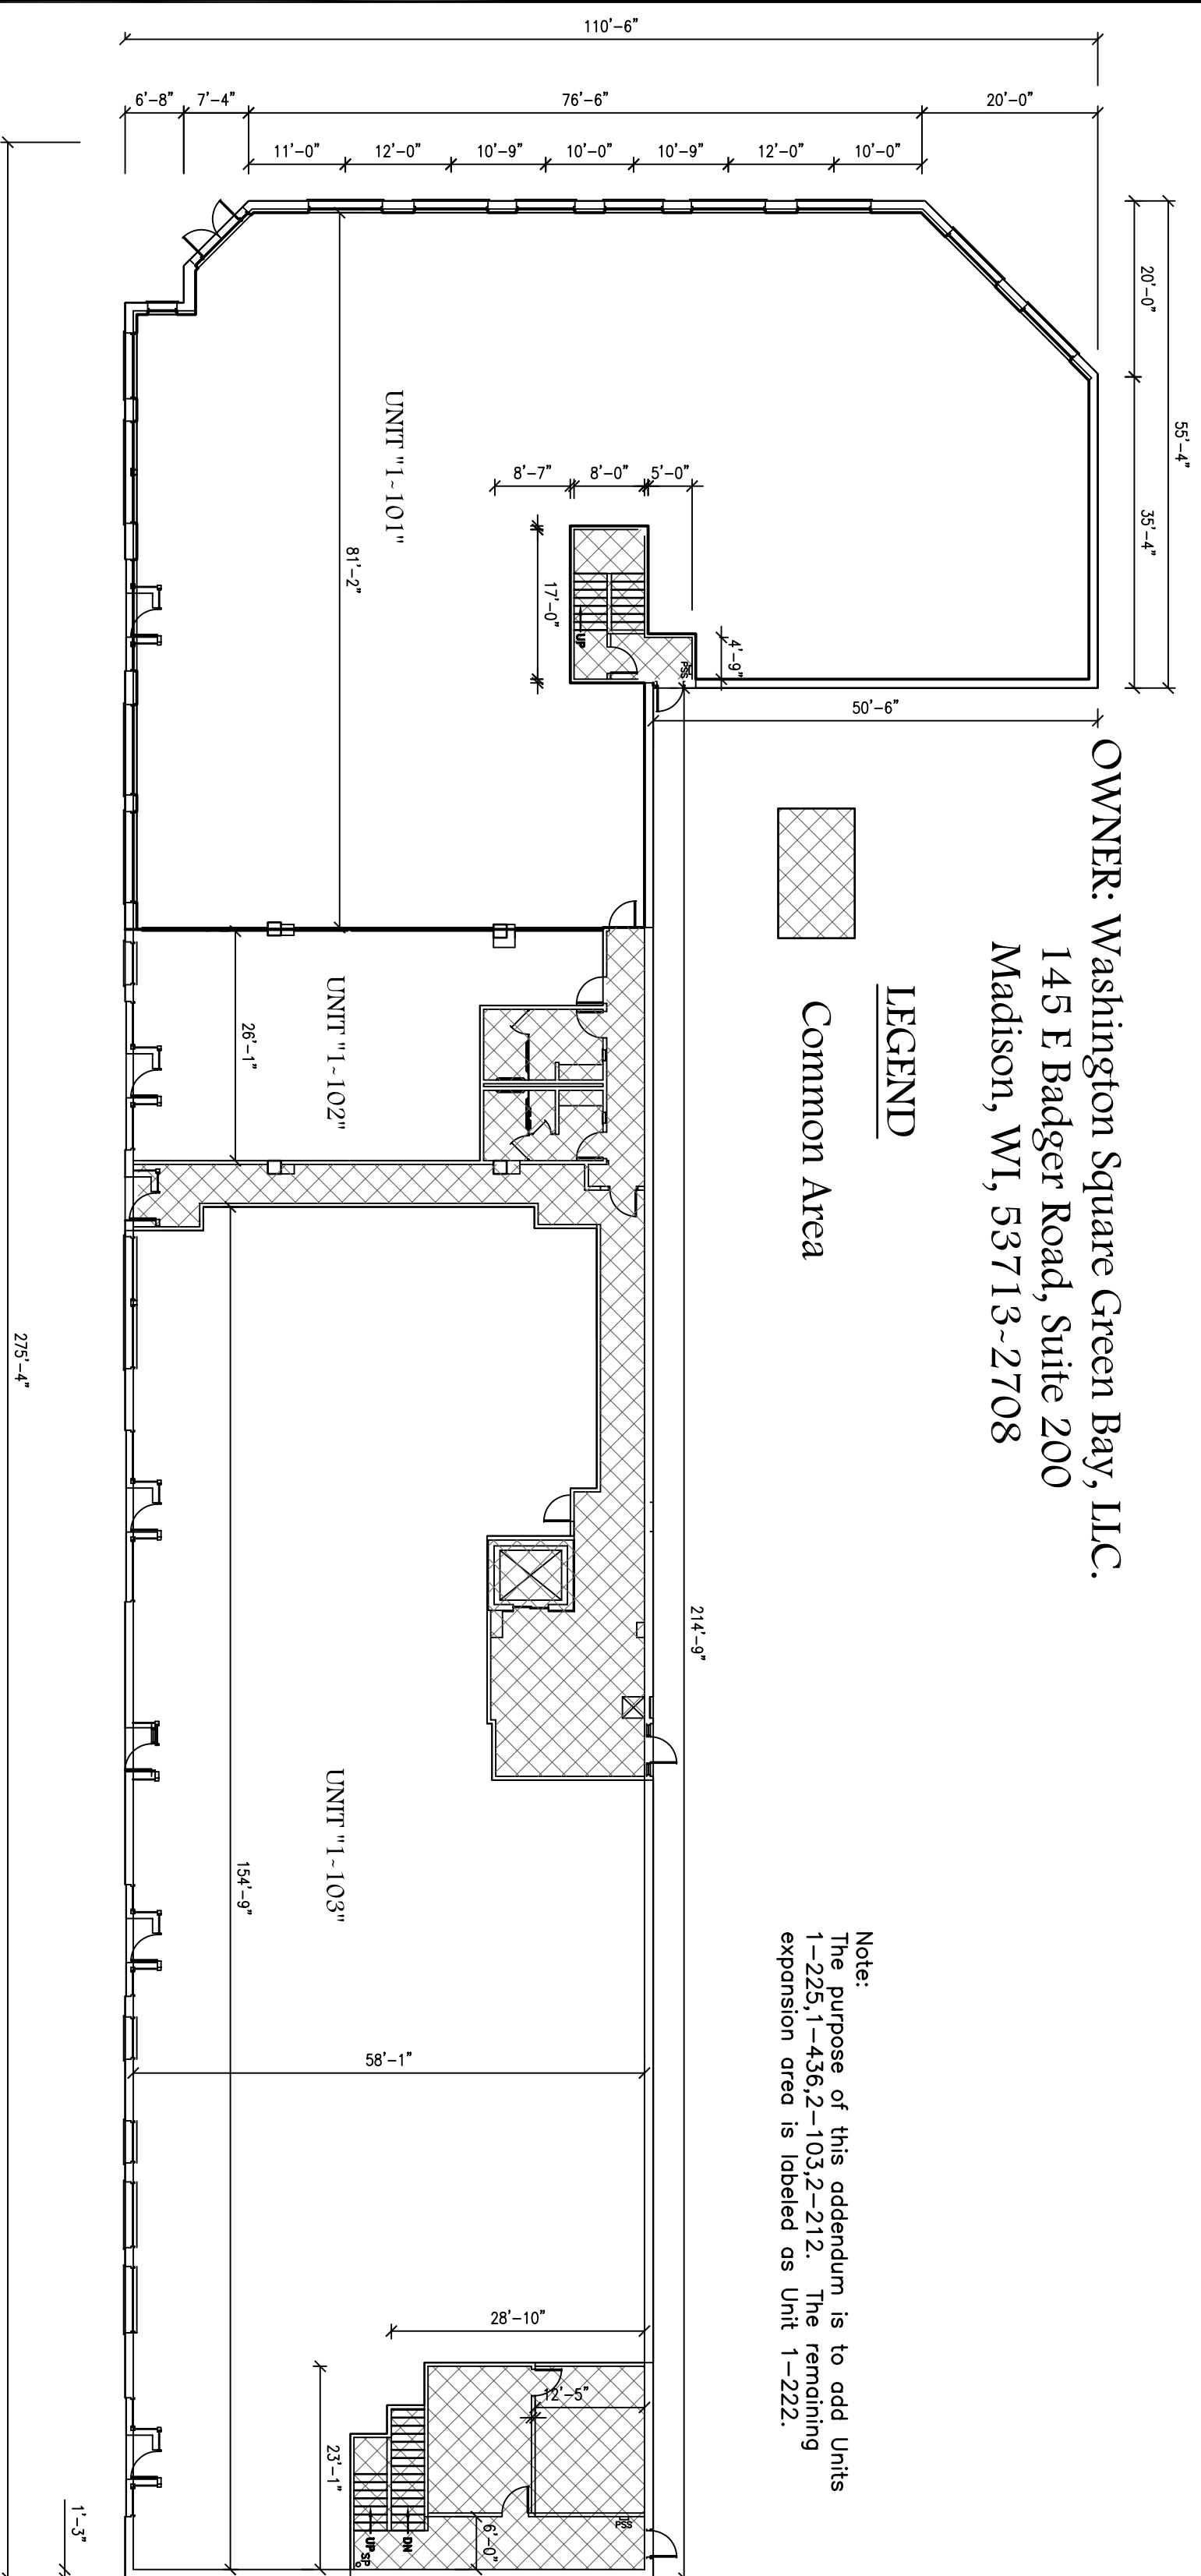 OWNER: Washington Square Green Bay, LLC.
145 E Badger Road, Suite 200
Madison, WI, 53713~2708
LEGEND
Common Area
Note:
The purpose of this addendum is to add Units
1-225,1-436,2-103,2-212. The remaining
expansion area is labeled as Unit 1-222.
110'-6"
6'-8"
7'-4"
76'-6"
20'-0"
11'-0"
12'-0"
10'-9"
10'-0"
10'-9"
12'-0"
10'-0"
55'-4"
20'-0"
35'-4"
UNIT "1~101"
81'-2"
8'-7"
8'-0"
5'-0"
17'-0"
UP
4'-9"
PSS
50'-6"
UNIT "1~102"
26'-1"
214'-9"
275'-4"
UNIT "1~103"
154'-9"
58'-1"
28'-10"
12'-5"
23'-1"
6'-0"
PSS
DN
UP
SP
1'-3"